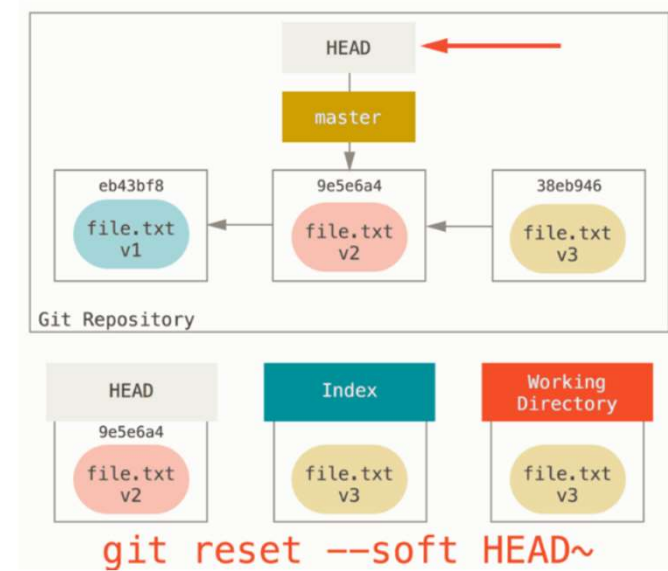 HEAD
master
eb43bf8
9e5e6a4
38eb946
file.txt
v1
file.txt
v2
file.txt
v3
Git Repository
HEAD
Index
Working
Directory
9e5e6a4
file.txt
v2
file.txt
v3
file.txt
v3
git reset --soft HEAD~